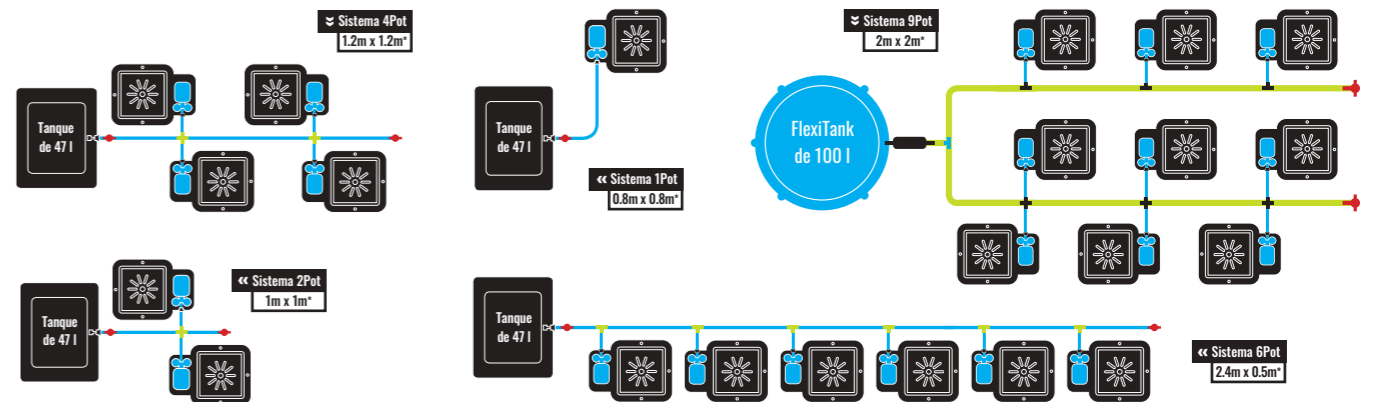 ⌄ Sistema 4Pot
1.2m x 1.2m*
Tanque
de 47 l
Tanque
de 47 l
‹‹ Sistema 1Pot
0.8m x 0.8m*
⌄ Sistema 9Pot
2m x 2m*
FlexiTank
de 100 l
‹‹ Sistema 2Pot
1m x 1m*
Tanque
de 47 l
Tanque
de 47 l
‹‹ Sistema 6Pot
2.4m x 0.5m*